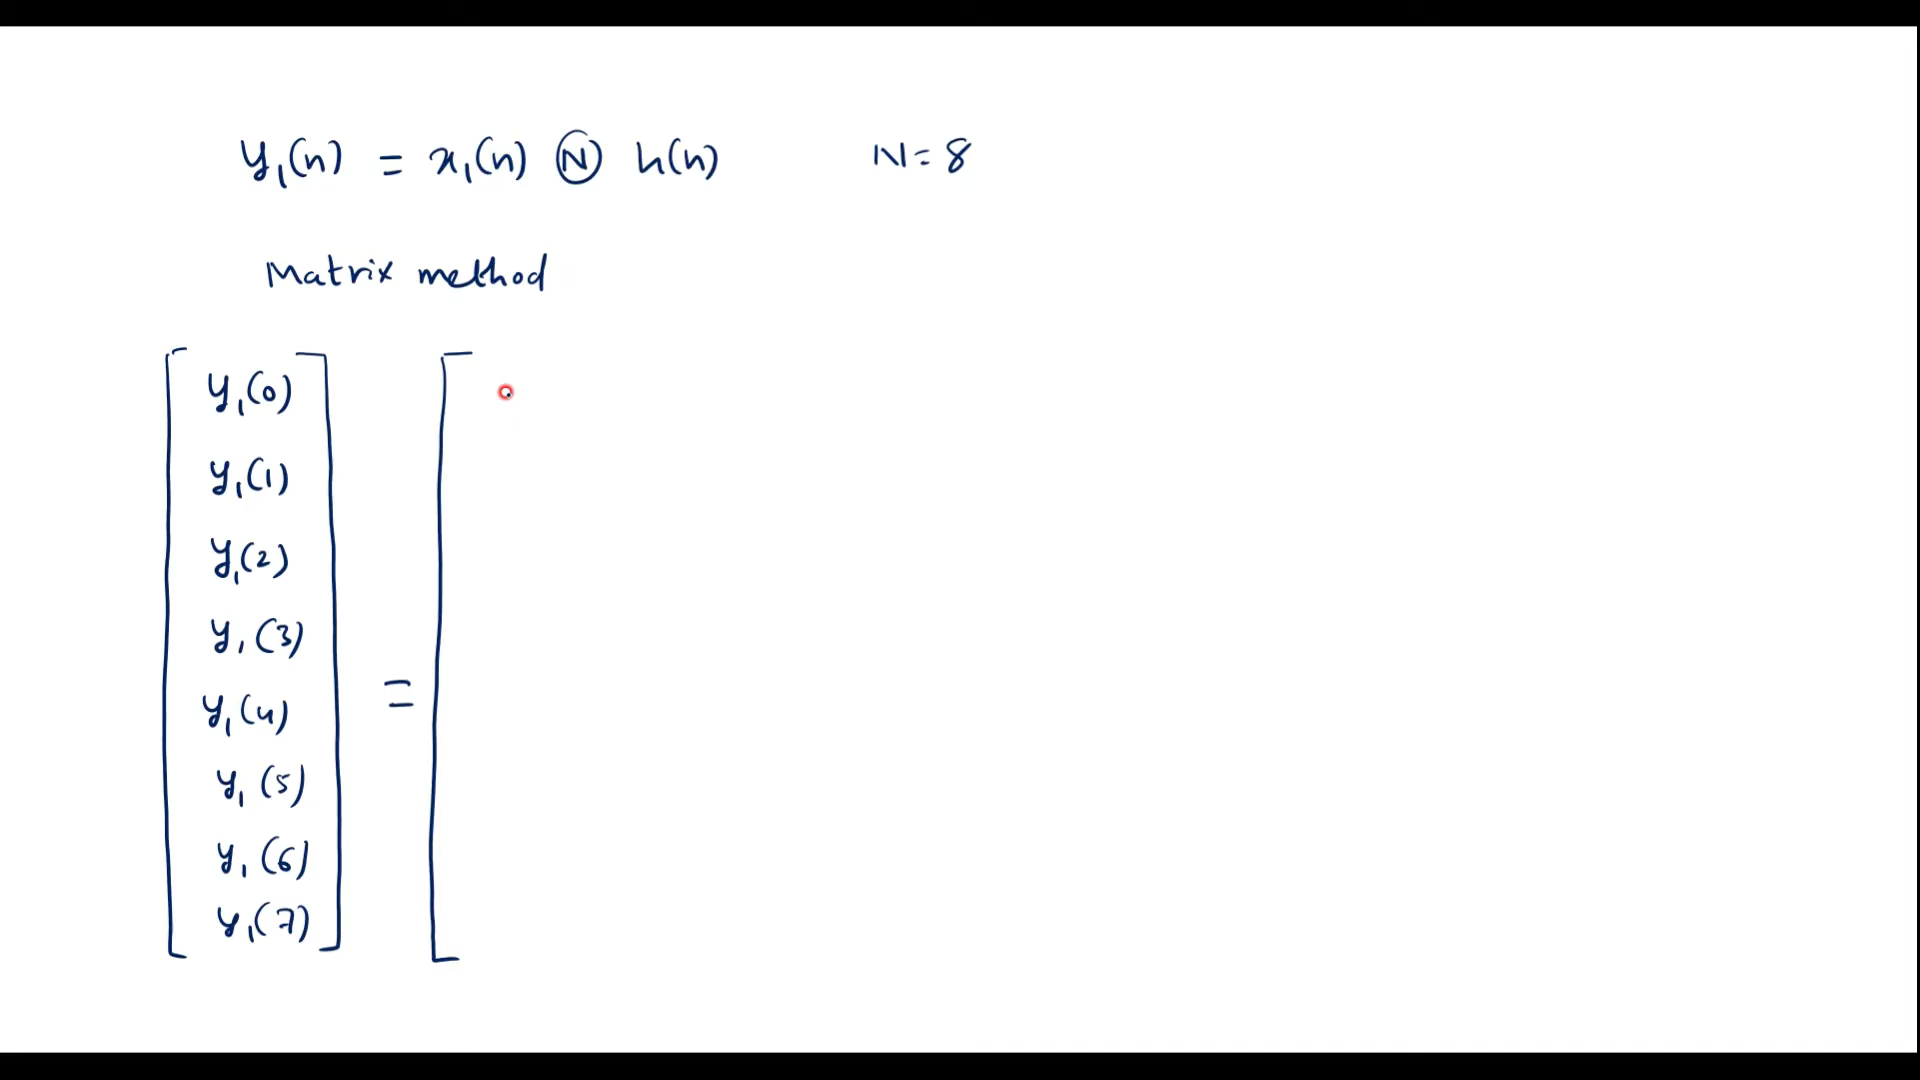 y₁(n) = x₁(n) Ⓝ h(n) N=8
Matrix method
y₁(0)
y₁(1)
y₁(2)
y₁(3)
y₁(4)
=
y₁(5)
y₁(6)
y₁(7)